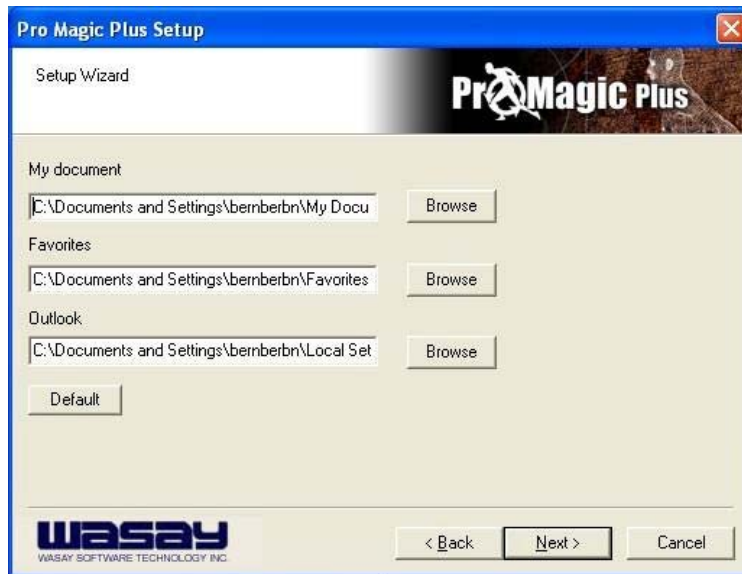 Pro Magic Plus Setup
Setup Wizard
Pro Magic Plus
My document
C:\Documents and Settings\bernberbn\My Docu
Browse
Favorites
C:\Documents and Settings\bernberbn\Favorites
Browse
Outlook
C:\Documents and Settings\bernberbn\Local Set
Browse
Default
wasay
WASAY SOFTWARE TECHNOLOGY INC.
< Back
Next >
Cancel